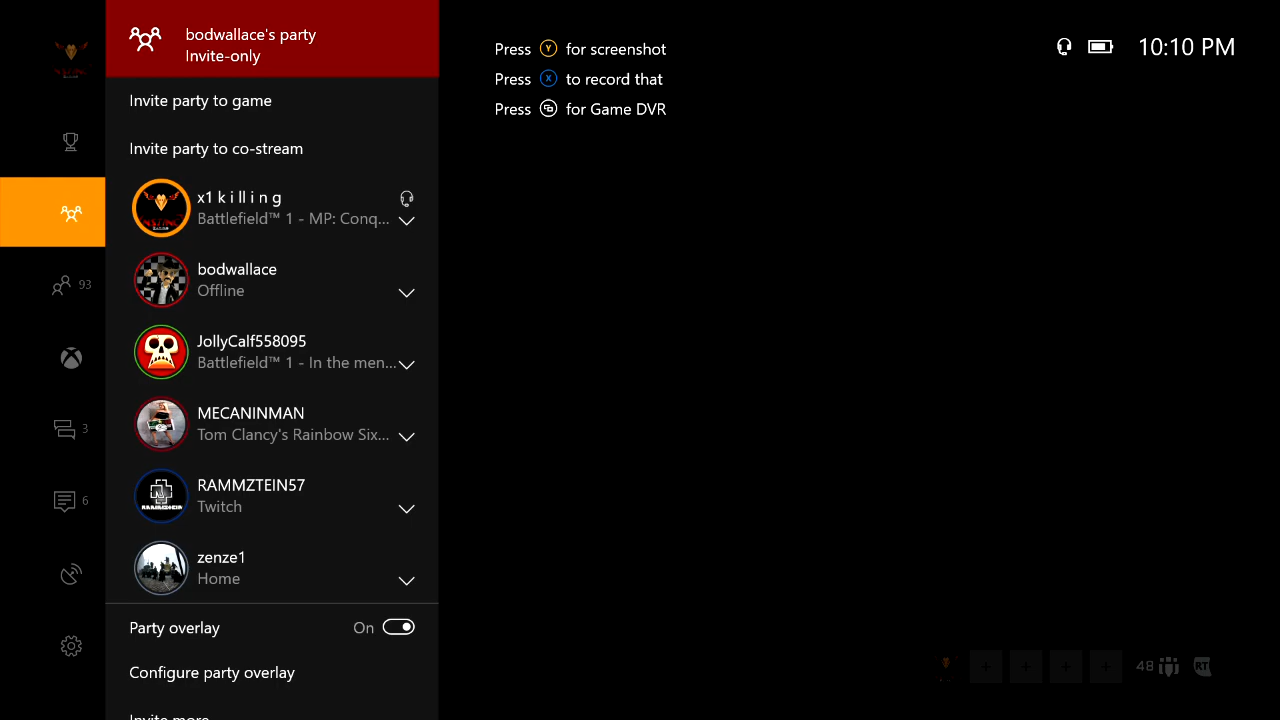 bodwallace's party
Invite-only
Invite party to game
Invite party to co-stream
x1 k i l l i n g
Battlefield™ 1 - MP: Conq...
bodwallace
Offline
JollyCalf558095
Battlefield™ 1 - In the men...
MECANINMAN
Tom Clancy's Rainbow Six...
RAMMZTEIN57
Twitch
zenze1
Home
Party overlay
On
Configure party overlay
Invite more
93
3
6
Press Y for screenshot
Press X to record that
Press for Game DVR
10:10 PM
48
RT